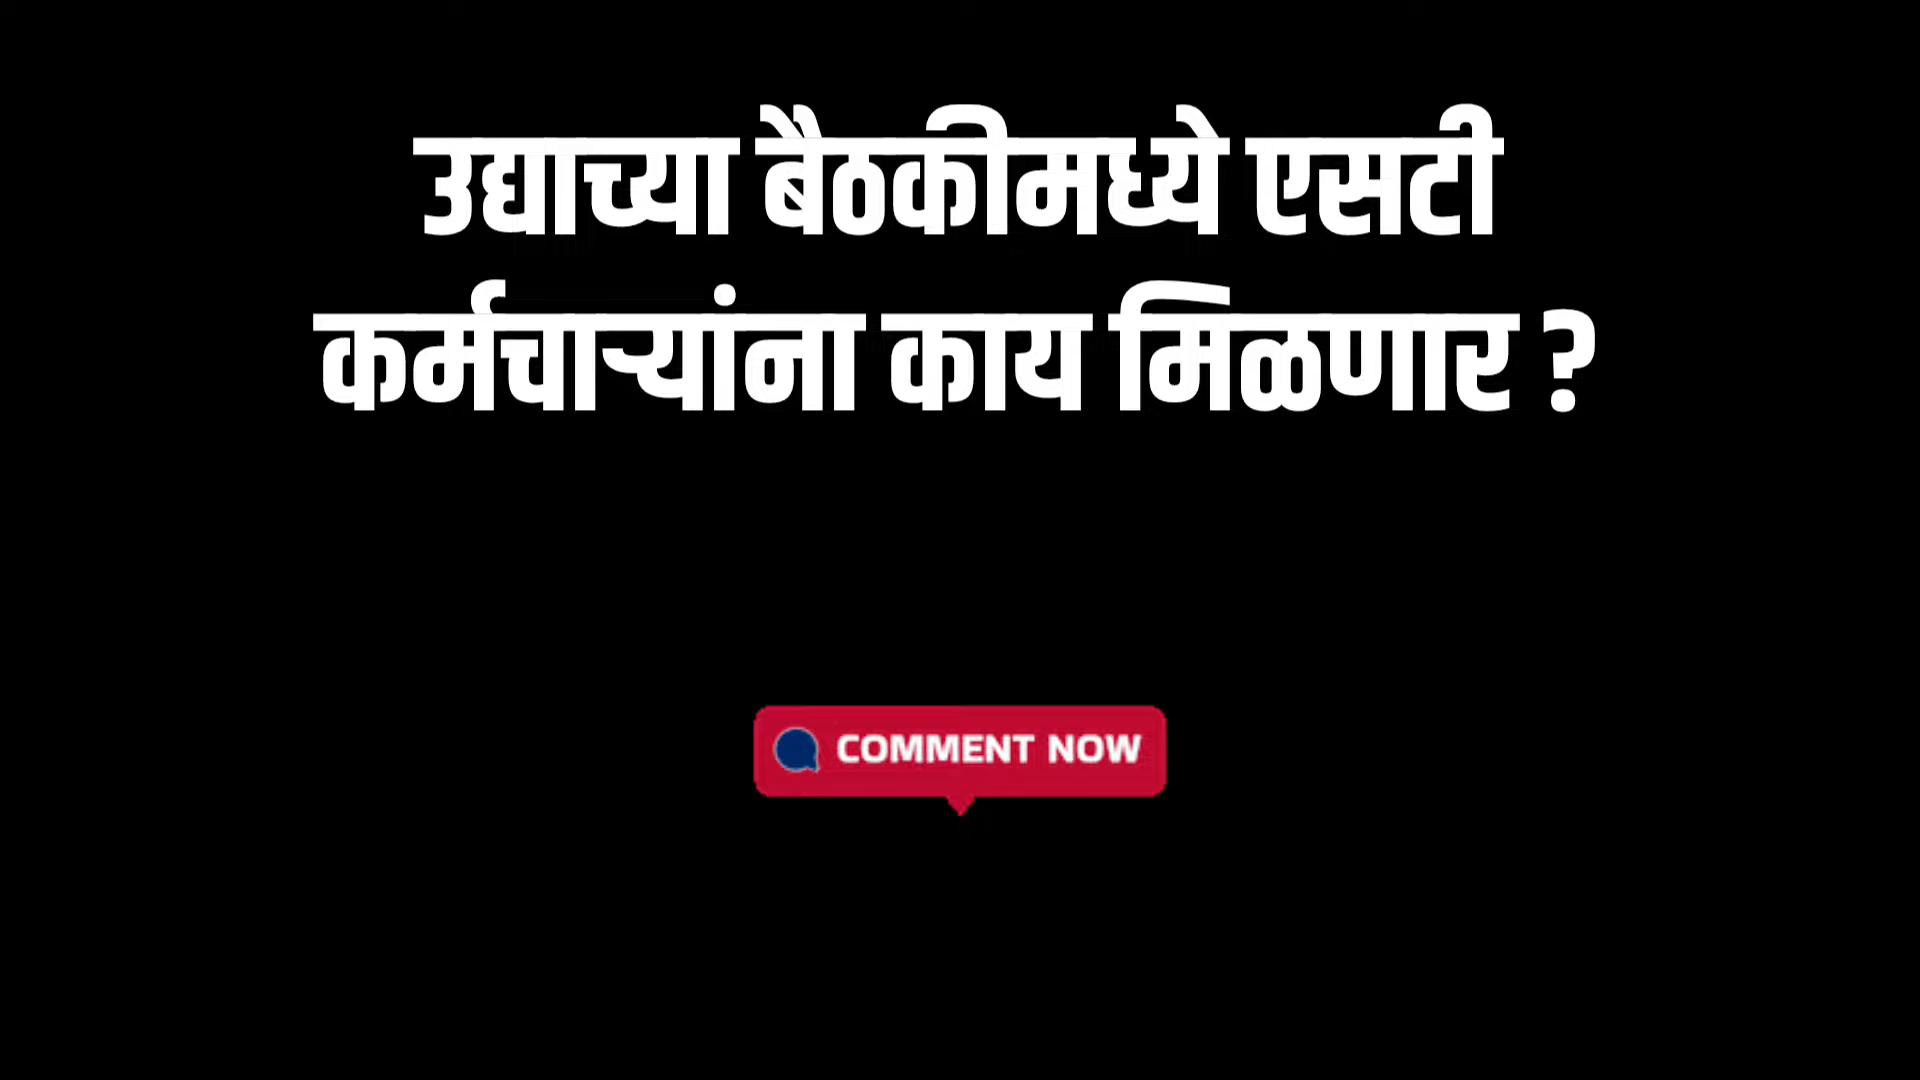 उद्याच्या बैठकीमध्ये एसटी
कर्मचाऱ्यांना काय मिळणार ?
COMMENT NOW